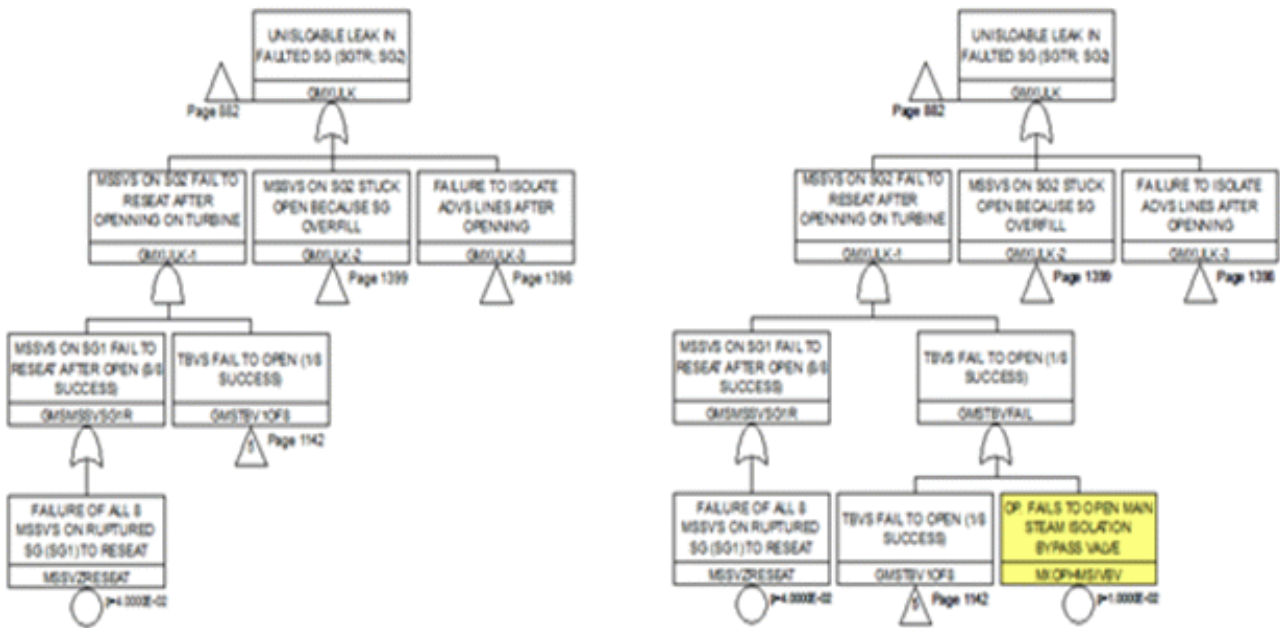 UNISLOABLE LEAK IN
FAULTED SG (SGTR; SG2)
GMXULK
Page 882
MSSVS ON SG2 FAIL TO
RESEAT AFTER
OPENNING ON TURBINE
GMXULK-1
MSSVS ON SG2 STUCK
OPEN BECAUSE SG
OVERFILL
GMXULK-2
Page 1399
FAILURE TO ISOLATE
ADVS LINES AFTER
OPENNING
GMXULK-3
Page 1398
MSSVS ON SG1 FAIL TO
RESEAT AFTER OPEN (8/8
SUCCESS)
GMSMSSVSG1R
TBVS FAIL TO OPEN (1/8
SUCCESS)
GMSTBV1OF8
5
Page 1142
FAILURE OF ALL 8
MSSVS ON RUPTURED
SG (SG1) TO RESEAT
MSSVZRESEAT
p=4.0000E-02
UNISLOABLE LEAK IN
FAULTED SG (SGTR; SG2)
GMXULK
Page 882
MSSVS ON SG2 FAIL TO
RESEAT AFTER
OPENNING ON TURBINE
GMXULK-1
MSSVS ON SG2 STUCK
OPEN BECAUSE SG
OVERFILL
GMXULK-2
Page 1399
FAILURE TO ISOLATE
ADVS LINES AFTER
OPENNING
GMXULK-3
Page 1398
MSSVS ON SG1 FAIL TO
RESEAT AFTER OPEN (8/8
SUCCESS)
GMSMSSVSG1R
TBVS FAIL TO OPEN (1/8
SUCCESS)
GMSTBVFAIL
FAILURE OF ALL 8
MSSVS ON RUPTURED
SG (SG1) TO RESEAT
MSSVZRESEAT
p=4.0000E-02
TBVS FAIL TO OPEN (1/8
SUCCESS)
GMSTBV1OF8
5
Page 1142
OP. FAILS TO OPEN MAIN
STEAM ISOLATION
BYPASS VALVE
p=1.0000E-02